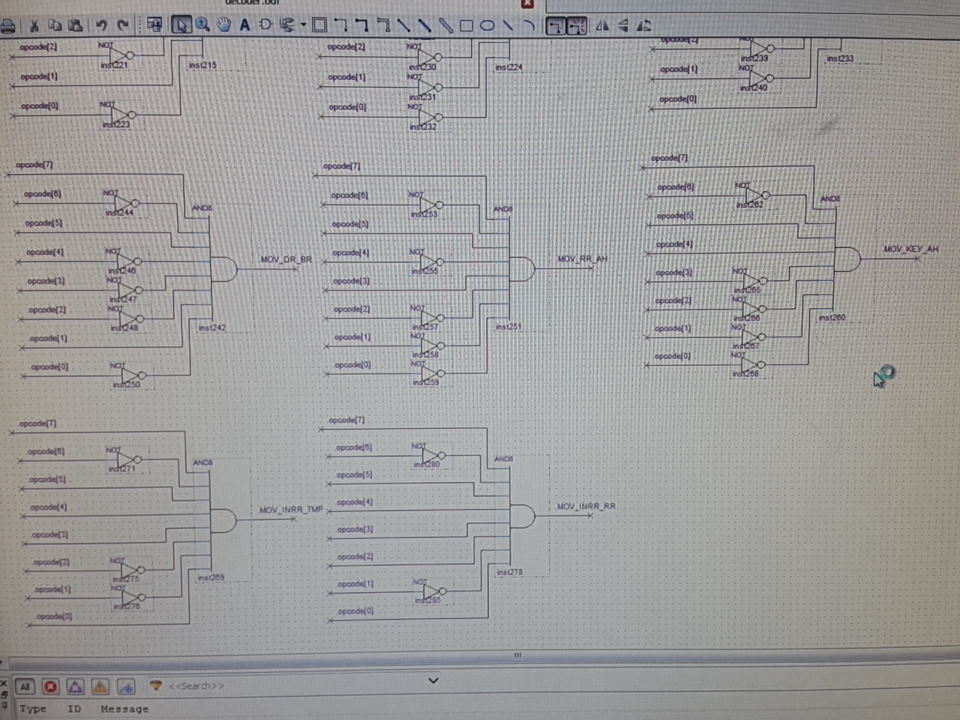 decoder.bdf
opcode[2]
NOT
inst221
inst215
opcode[1]
opcode[0]
NOT
inst223
opcode[2]
NOT
inst230
inst224
opcode[1]
NOT
inst231
opcode[0]
NOT
inst232
NOT
inst239
inst233
opcode[1]
NOT
inst240
opcode[0]
opcode[7]
opcode[6]
NOT
inst244
AND8
opcode[5]
opcode[4]
NOT
inst246
MOV_DR_BR
opcode[3]
NOT
inst247
opcode[2]
NOT
inst248
inst242
opcode[1]
opcode[0]
NOT
inst250
opcode[7]
opcode[6]
NOT
inst253
AND8
opcode[5]
opcode[4]
NOT
inst255
MOV_RR_AH
opcode[3]
opcode[2]
NOT
inst257
inst251
opcode[1]
NOT
inst258
opcode[0]
NOT
inst259
opcode[7]
opcode[6]
NOT
inst262
AND8
opcode[5]
opcode[4]
MOV_KEY_AH
opcode[3]
NOT
inst265
opcode[2]
NOT
inst266
inst260
opcode[1]
NOT
inst267
opcode[0]
NOT
inst268
opcode[7]
opcode[6]
NOT
inst271
AND8
opcode[5]
opcode[4]
MOV_INRR_TMP
opcode[3]
opcode[2]
NOT
inst275
inst269
opcode[1]
NOT
inst276
opcode[0]
opcode[7]
opcode[6]
NOT
inst280
AND8
opcode[5]
opcode[4]
MOV_INRR_RR
opcode[3]
opcode[2]
inst278
opcode[1]
NOT
inst285
opcode[0]
All
<<Search>>
Type ID Message